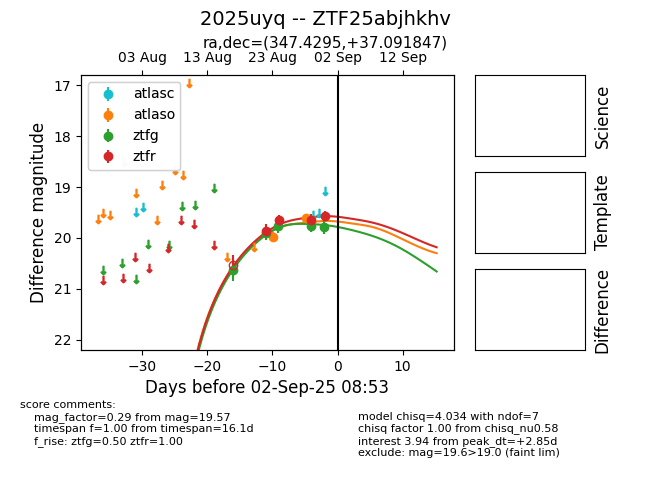 2025uyq -- ZTF25abjhkhv
ra,dec=(347.4295,+37.091847)
03 Aug 13 Aug 23 Aug 02 Sep 12 Sep
17
18
19
20
21
22
Difference magnitude
atlasc
atlaso
ztfg
ztfr
−30 −20 −10 0 10
Days before 02-Sep-25 08:53
Science
Template
Difference
score comments:
mag_factor=0.29 from mag=19.57
timespan f=1.00 from timespan=16.1d
f_rise: ztfg=0.50 ztfr=1.00
model chisq=4.034 with ndof=7
chisq factor 1.00 from chisq_nu0.58
interest 3.94 from peak_dt=+2.85d
exclude: mag=19.6>19.0 (faint lim)